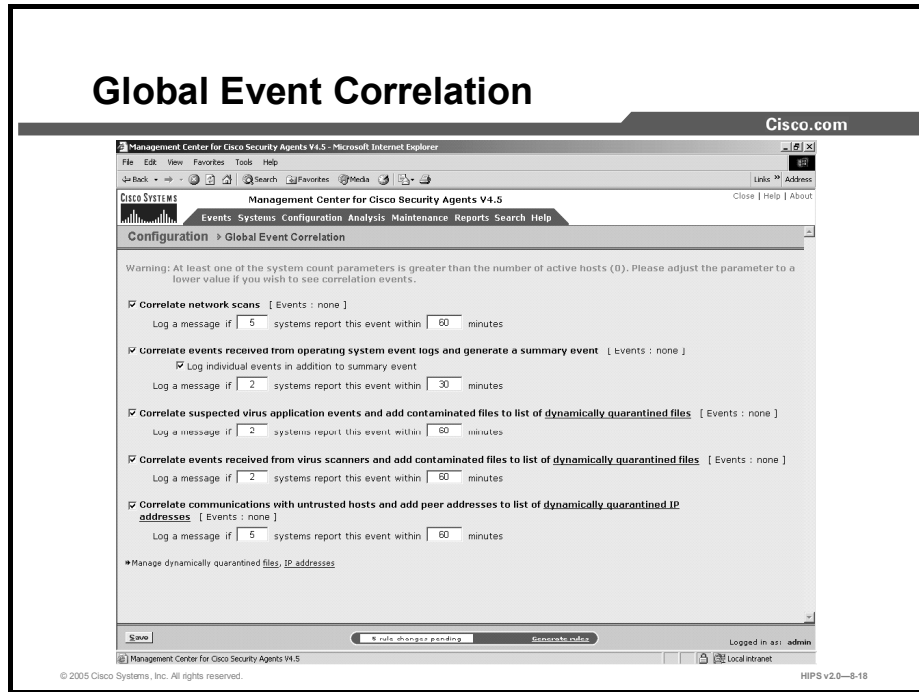 Global Event Correlation
Cisco.com
Management Center for Cisco Security Agents V4.5 - Microsoft Internet Explorer
File Edit View Favorites Tools Help
Back Search Favorites Media Links » Address
CISCO SYSTEMS Management Center for Cisco Security Agents V4.5 Close | Help | About
Events Systems Configuration Analysis Maintenance Reports Search Help
Configuration > Global Event Correlation
Warning: At least one of the system count parameters is greater than the number of active hosts (0). Please adjust the parameter to a
lower value if you wish to see correlation events.
Correlate network scans [ Events : none ]
Log a message if 5 systems report this event within 60 minutes
Correlate events received from operating system event logs and generate a summary event [ Events : none ]
Log individual events in addition to summary event
Log a message if 2 systems report this event within 30 minutes
Correlate suspected virus application events and add contaminated files to list of dynamically quarantined files [ Events : none ]
Log a message if 2 systems report this event within 60 minutes
Correlate events received from virus scanners and add contaminated files to list of dynamically quarantined files [ Events : none ]
Log a message if 2 systems report this event within 60 minutes
Correlate communications with untrusted hosts and add peer addresses to list of dynamically quarantined IP
addresses [ Events : none ]
Log a message if 5 systems report this event within 60 minutes
Manage dynamically quarantined files, IP addresses
Save rule changes pending Generate rules Logged in as: admin
Management Center for Cisco Security Agents V4.5 Local intranet
© 2005 Cisco Systems, Inc. All rights reserved. HIPS v2.0—8-18